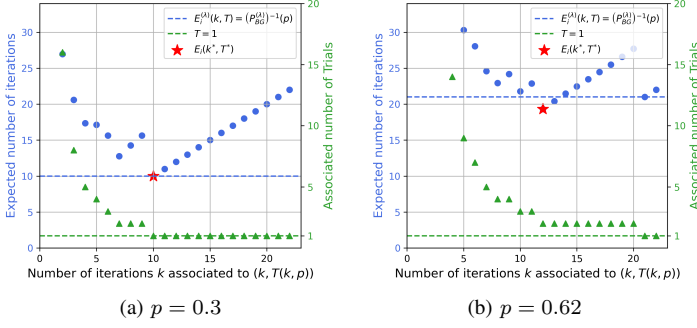 Expected number of iterations
0
5
10
15
20
25
30
E_i^{(λ)}(k, T) = (P_{BG}^{(λ)})^{-1}(p)
T = 1
E_i(k*, T*)
20
15
10
5
1
Associated number of Trials
0 5 10 15 20
Number of iterations k associated to (k, T(k, p))
(a) p = 0.3
Expected number of iterations
0
5
10
15
20
25
30
E_i^{(λ)}(k, T) = (P_{BG}^{(λ)})^{-1}(p)
T = 1
E_i(k*, T*)
20
15
10
5
1
Associated number of Trials
0 5 10 15 20
Number of iterations k associated to (k, T(k, p))
(b) p = 0.62